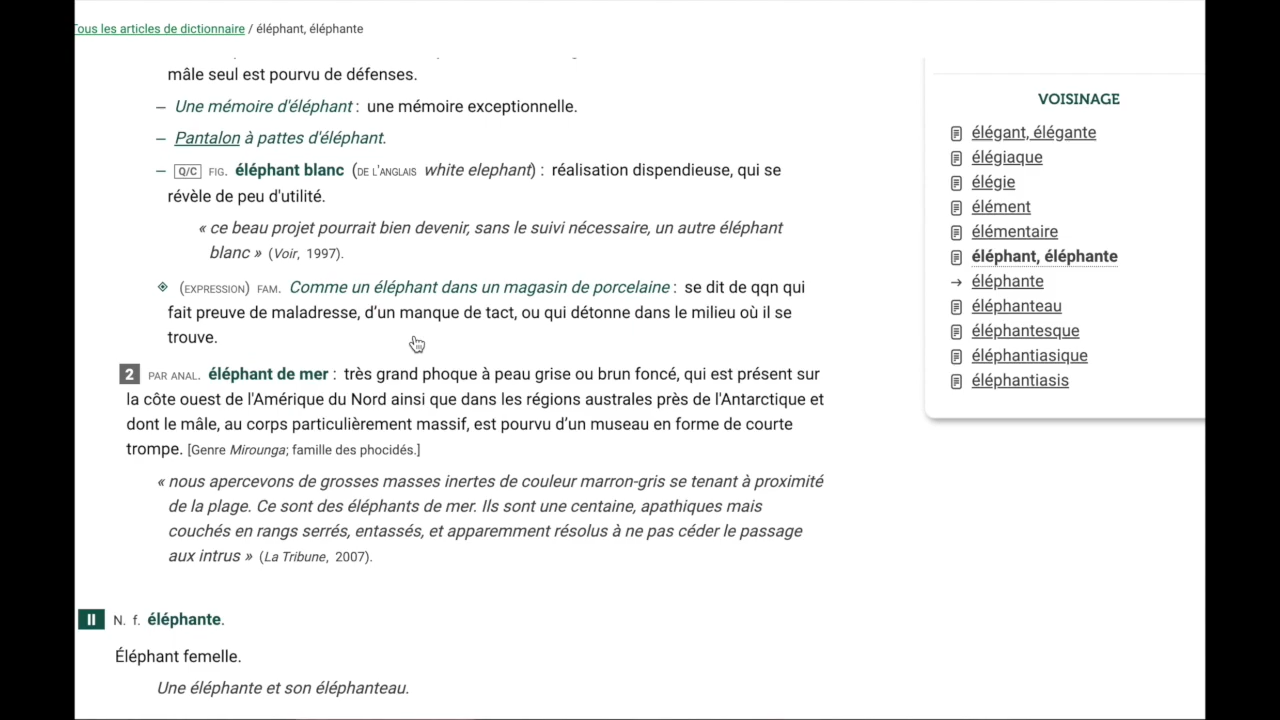 Tous les articles de dictionnaire / éléphant, éléphante
mâle seul est pourvu de défenses.
– Une mémoire d'éléphant : une mémoire exceptionnelle.
– Pantalon à pattes d'éléphant.
– Q/C FIG. éléphant blanc (DE L'ANGLAIS white elephant) : réalisation dispendieuse, qui se
révèle de peu d'utilité.
« ce beau projet pourrait bien devenir, sans le suivi nécessaire, un autre éléphant
blanc » (Voir, 1997).
(EXPRESSION) FAM. Comme un éléphant dans un magasin de porcelaine : se dit de qqn qui
fait preuve de maladresse, d’un manque de tact, ou qui détonne dans le milieu où il se
trouve.
2 PAR ANAL. éléphant de mer : très grand phoque à peau grise ou brun foncé, qui est présent sur
la côte ouest de l'Amérique du Nord ainsi que dans les régions australes près de l'Antarctique et
dont le mâle, au corps particulièrement massif, est pourvu d’un museau en forme de courte
trompe. [Genre Mirounga; famille des phocidés.]
« nous apercevons de grosses masses inertes de couleur marron-gris se tenant à proximité
de la plage. Ce sont des éléphants de mer. Ils sont une centaine, apathiques mais
couchés en rangs serrés, entassés, et apparemment résolus à ne pas céder le passage
aux intrus » (La Tribune, 2007).
II N. f. éléphante.
Éléphant femelle.
Une éléphante et son éléphanteau.
VOISINAGE
élégant, élégante
élégiaque
élégie
élément
élémentaire
éléphant, éléphante
→ éléphante
éléphanteau
éléphantesque
éléphantiasique
éléphantiasis